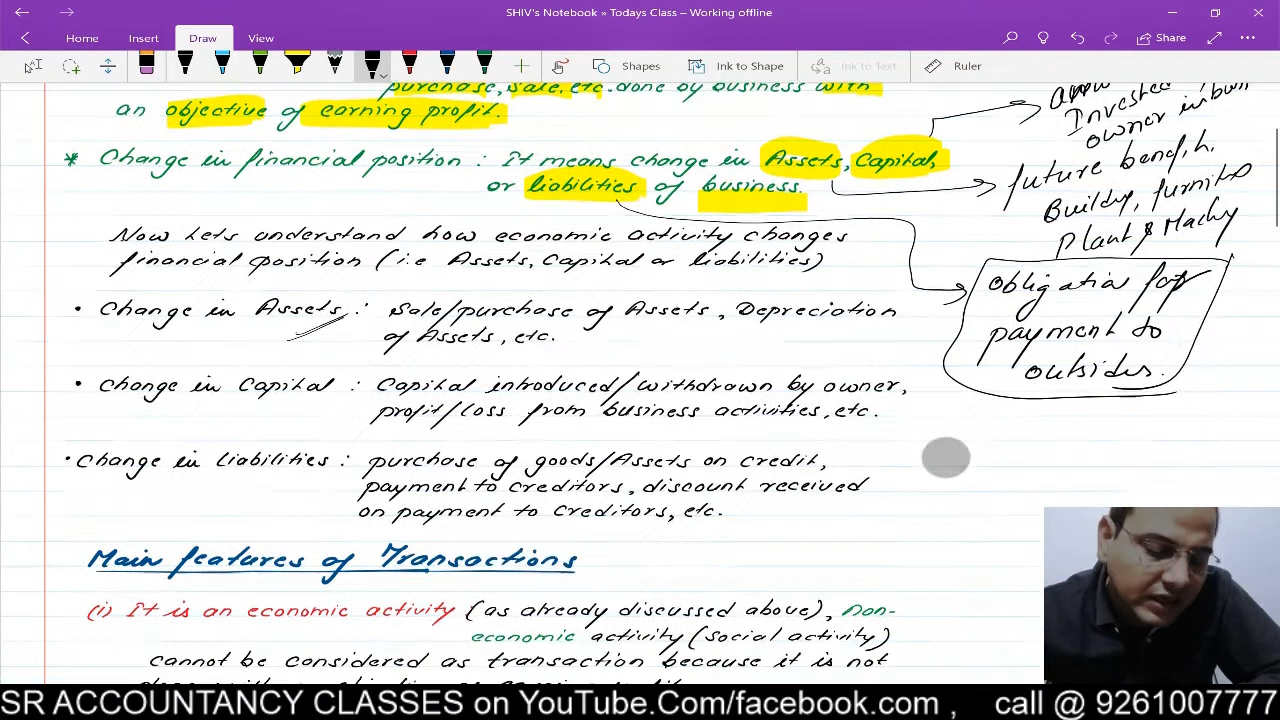 SHIV's Notebook » Todays Class – Working offline
Home Insert Draw View Share
Shapes Ink to Shape Ink to Text Ruler
purchase, sale, etc. done by business with
an objective of earning profit.
* Change in financial position : It means change in Assets, Capital,
or liabilities of business.
Invested
owner in
future benefit.
furniture
Plant &
obligation for
payment to
outsides.
Now lets understand how economic activity changes
financial position (i.e Assets, Capital or liabilities)
• Change in Assets : Sale/purchase of Assets, Depreciation
of Assets, etc.
• Change in Capital : Capital introduced/withdrawn by owner,
profit/loss from business activities, etc.
• Change in liabilities : purchase of goods/Assets on credit,
payment to creditors, discount received
on payment to creditors, etc.
Main features of Transactions
(i) It is an economic activity (as already discussed above), non-
economic activity (social activity)
cannot be considered as transaction because it is not
SR ACCOUNTANCY CLASSES on YouTube.Com/facebook.com , call @ 9261007777